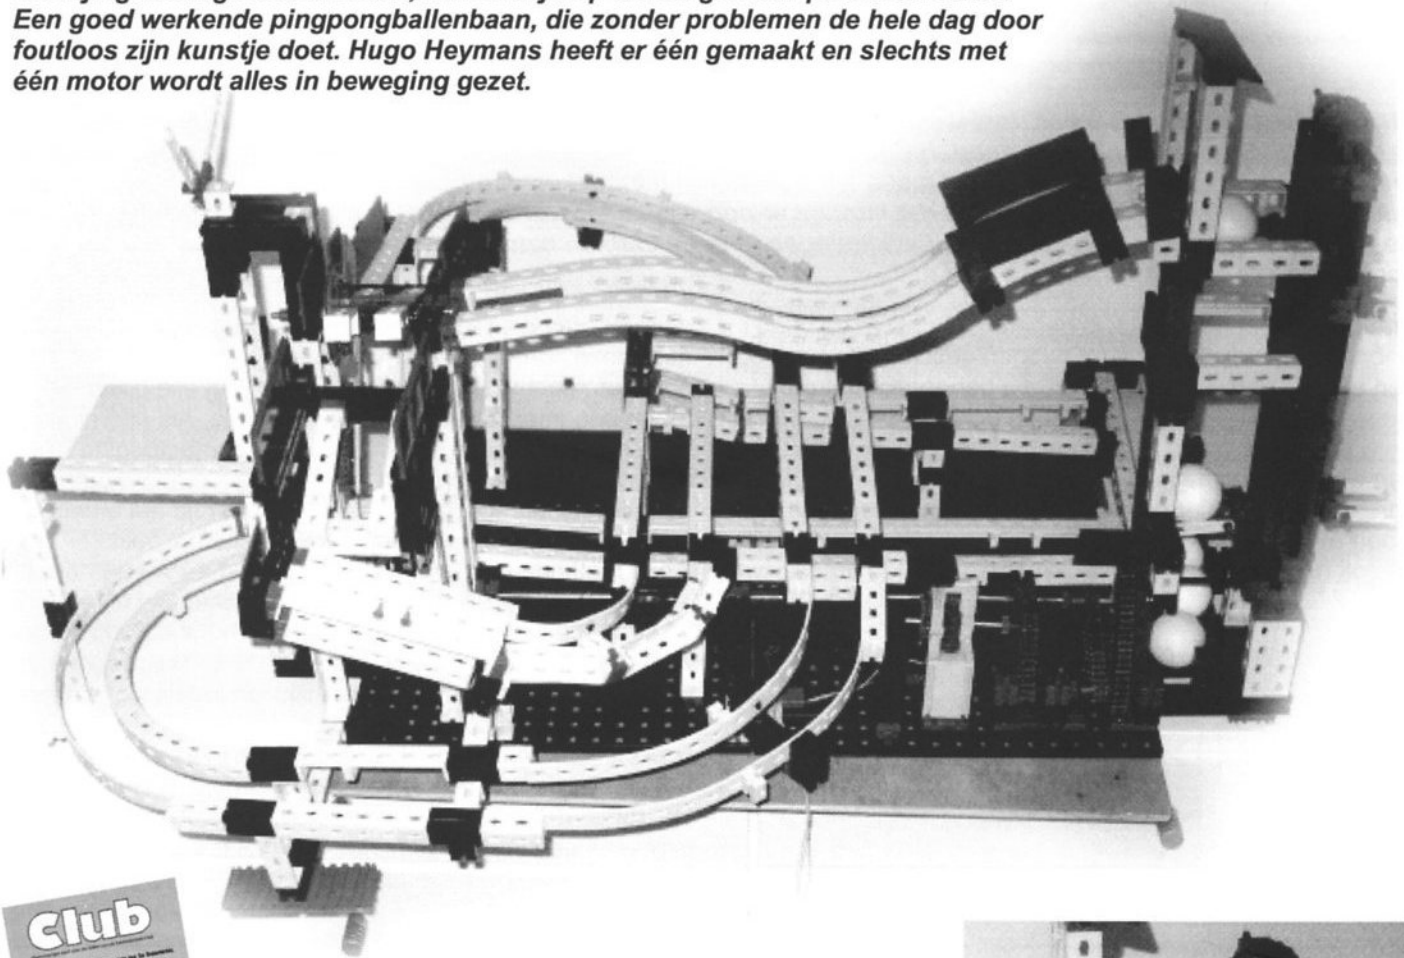 Een goed werkende pingpongballenbaan, die zonder problemen de hele dag door
foutloos zijn kunstje doet. Hugo Heymans heeft er één gemaakt en slechts met
één motor wordt alles in beweging gezet.
Club